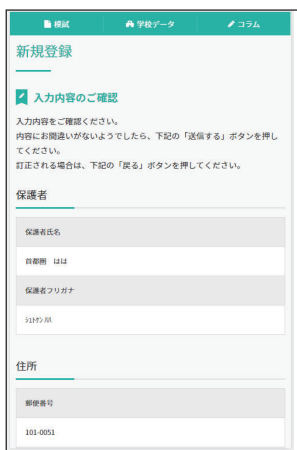 模試 学校データ コラム
新規登録
入力内容のご確認
入力内容をご確認ください。
内容にお間違いがないようでしたら、下記の「送信する」ボタンを押し
てください。
訂正される場合は、下記の「戻る」ボタンを押してください。
保護者
保護者氏名
首都圏 はは
保護者フリガナ
ｼｭﾄｹﾝ ﾊﾊ
住所
郵便番号
101-0051